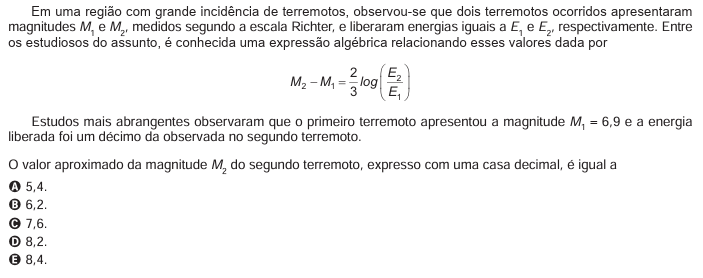 Em uma região com grande incidência de terremotos, observou-se que dois terremotos ocorridos apresentaram
magnitudes M₁ e M₂, medidos segundo a escala Richter, e liberaram energias iguais a E₁ e E₂, respectivamente. Entre
os estudiosos do assunto, é conhecida uma expressão algébrica relacionando esses valores dada por
M₂ – M₁ = 2/3 log(E₂/E₁)
Estudos mais abrangentes observaram que o primeiro terremoto apresentou a magnitude M₁ = 6,9 e a energia
liberada foi um décimo da observada no segundo terremoto.
O valor aproximado da magnitude M₂ do segundo terremoto, expresso com uma casa decimal, é igual a
A 5,4.
B 6,2.
C 7,6.
D 8,2.
E 8,4.